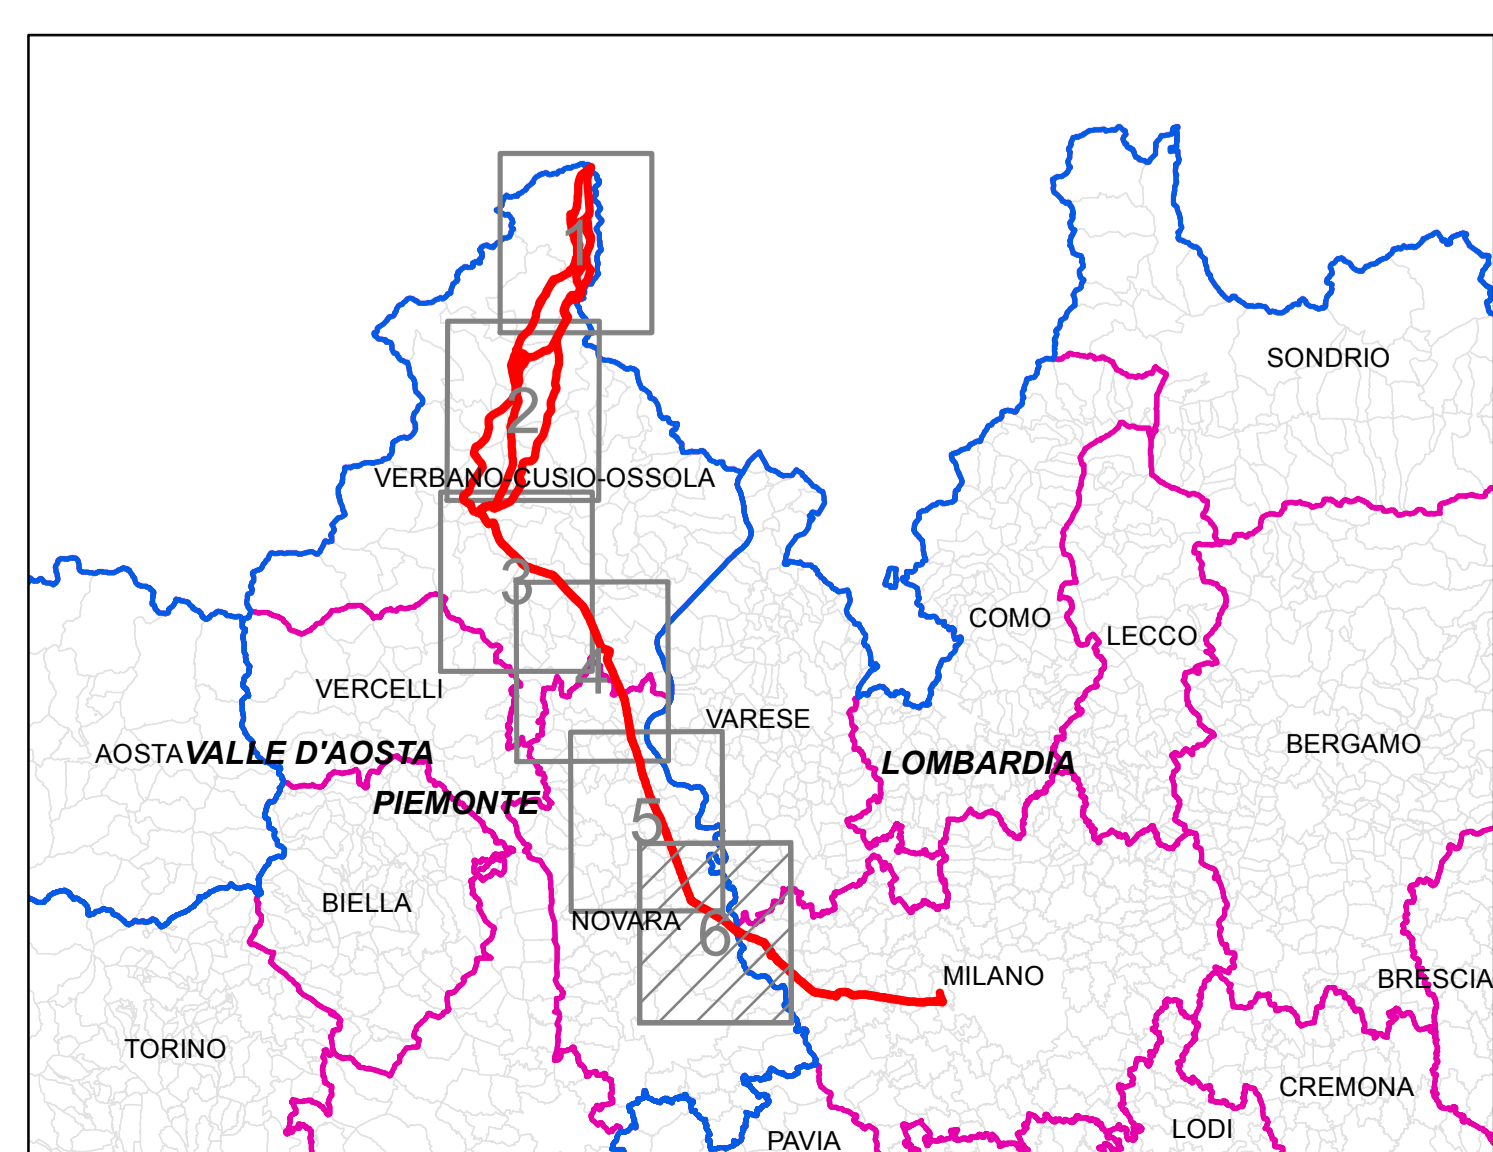 1
SONDRIO
2
VERBANO-CUSIO-OSSOLA
3
COMO
LECCO
4
VERCELLI
VARESE
BERGAMO
AOSTA
VALLE D'AOSTA
LOMBARDIA
PIEMONTE
5
BIELLA
NOVARA
6
MILANO
BRESCIA
TORINO
CREMONA
LODI
PAVIA